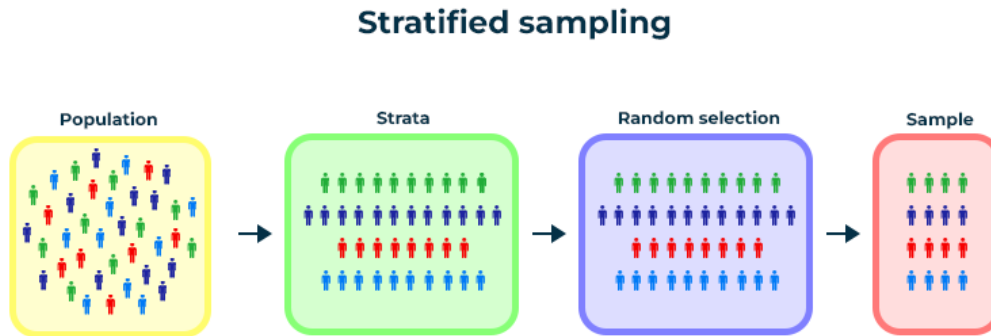 Stratified sampling
Population
Strata
Random selection
Sample